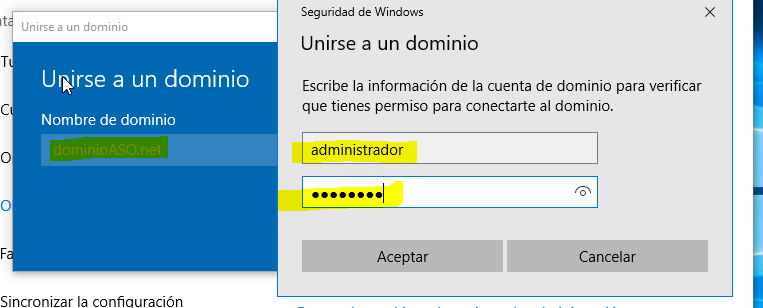 Unirse a un dominio
Unirse a un dominio
Nombre de dominio
dominioASO.net
Seguridad de Windows
Unirse a un dominio
Escribe la información de la cuenta de dominio para verificar
que tienes permiso para conectarte al dominio.
administrador
Aceptar
Cancelar
Sincronizar la configuración